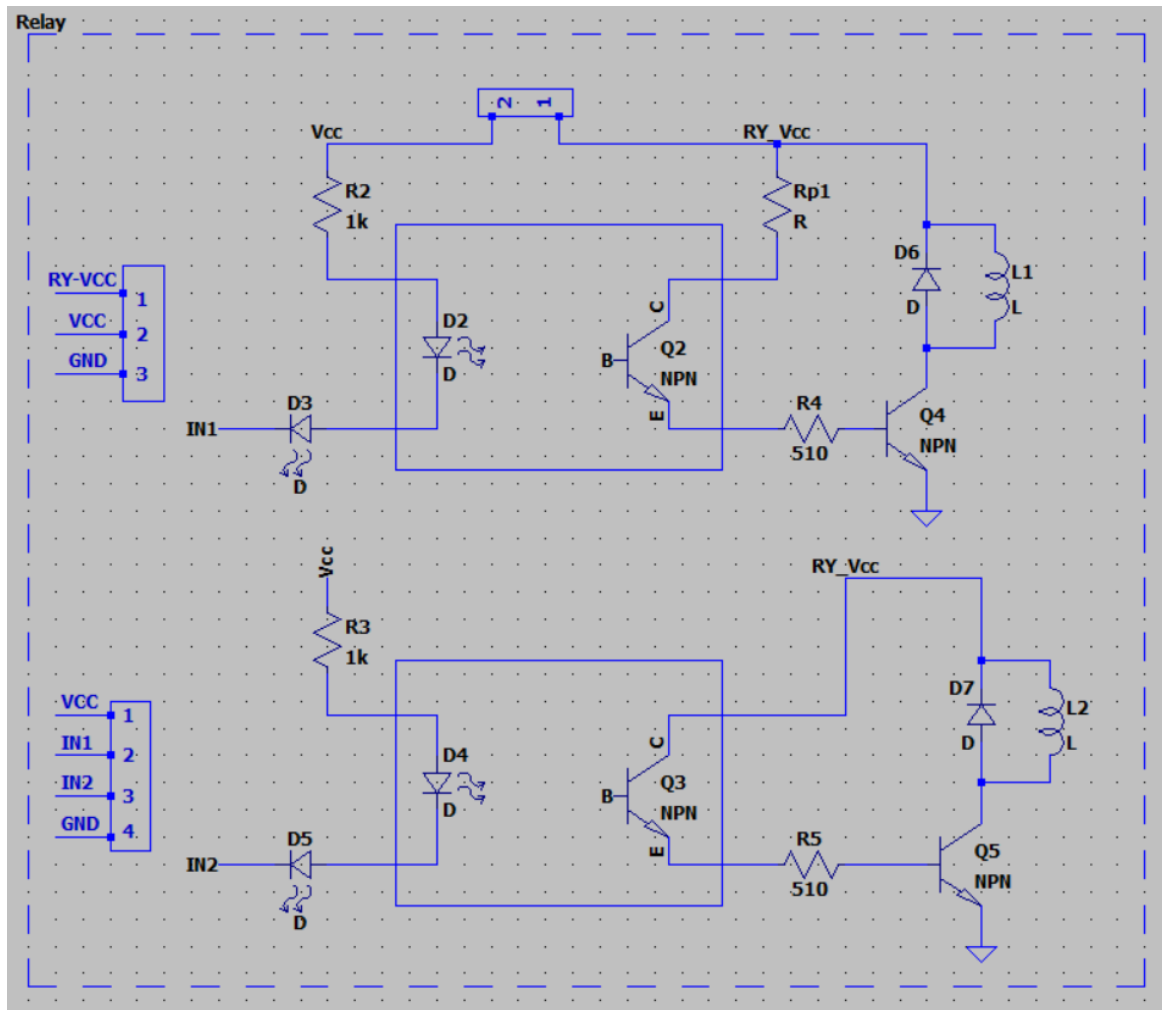 Relay
2 1
Vcc
RY_Vcc
R2
1k
Rp1
R
RY-VCC 1
VCC 2
GND 3
D6
D
L1
L
D2
D
C
B
Q2
NPN
E
IN1
D3
D
R4
510
Q4
NPN
Vcc
RY_Vcc
R3
1k
VCC 1
IN1 2
IN2 3
GND 4
D7
D
L2
L
D4
D
C
B
Q3
NPN
E
IN2
D5
D
R5
510
Q5
NPN